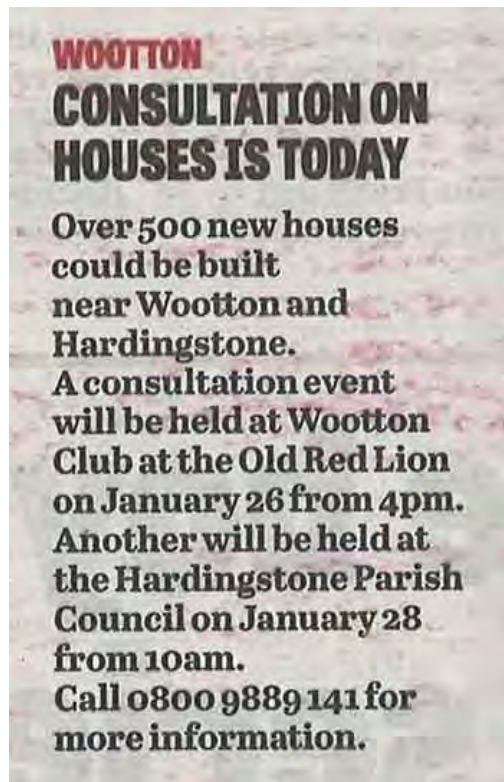 WOOTTON
CONSULTATION ON
HOUSES IS TODAY
Over 500 new houses
could be built
near Wootton and
Hardingstone.
A consultation event
will be held at Wootton
Club at the Old Red Lion
on January 26 from 4pm.
Another will be held at
the Hardingstone Parish
Council on January 28
from 10am.
Call 0800 9889 141 for
more information.